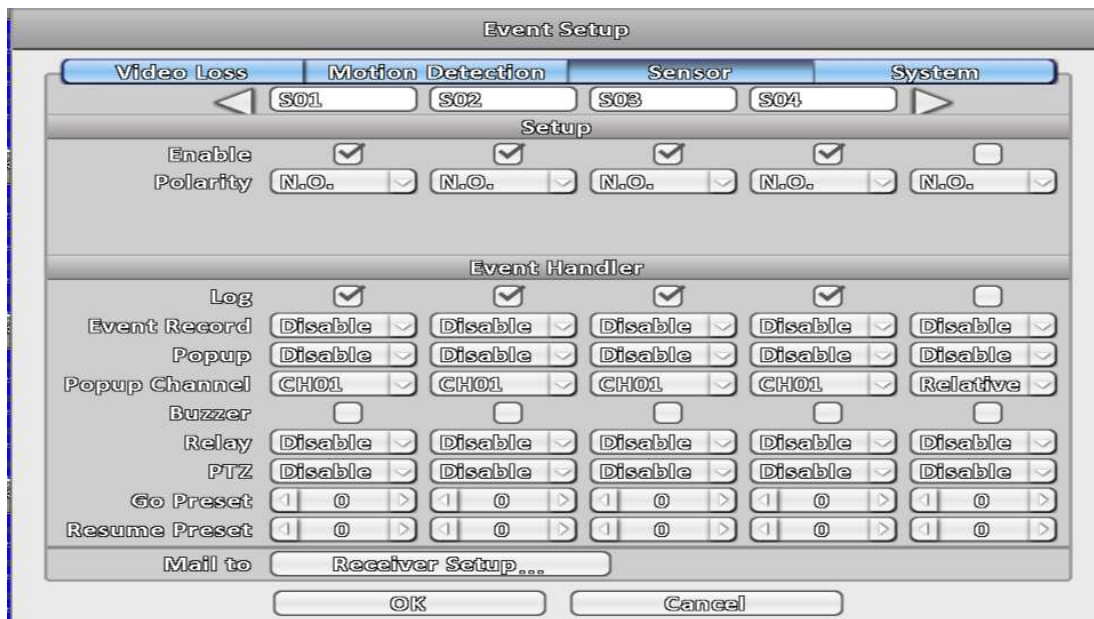 Event Setup
Video Loss Motion Detection Sensor System
S01 S02 S03 S04
Setup
Enable
Polarity N.O. N.O. N.O. N.O. N.O.
Event Handler
Log
Event Record Disable Disable Disable Disable Disable
Popup Disable Disable Disable Disable Disable
Popup Channel CH01 CH01 CH01 CH01 Relative
Buzzer
Relay Disable Disable Disable Disable Disable
PTZ Disable Disable Disable Disable Disable
Go Preset 0 0 0 0 0
Resume Preset 0 0 0 0 0
Mail to Receiver Setup...
OK Cancel